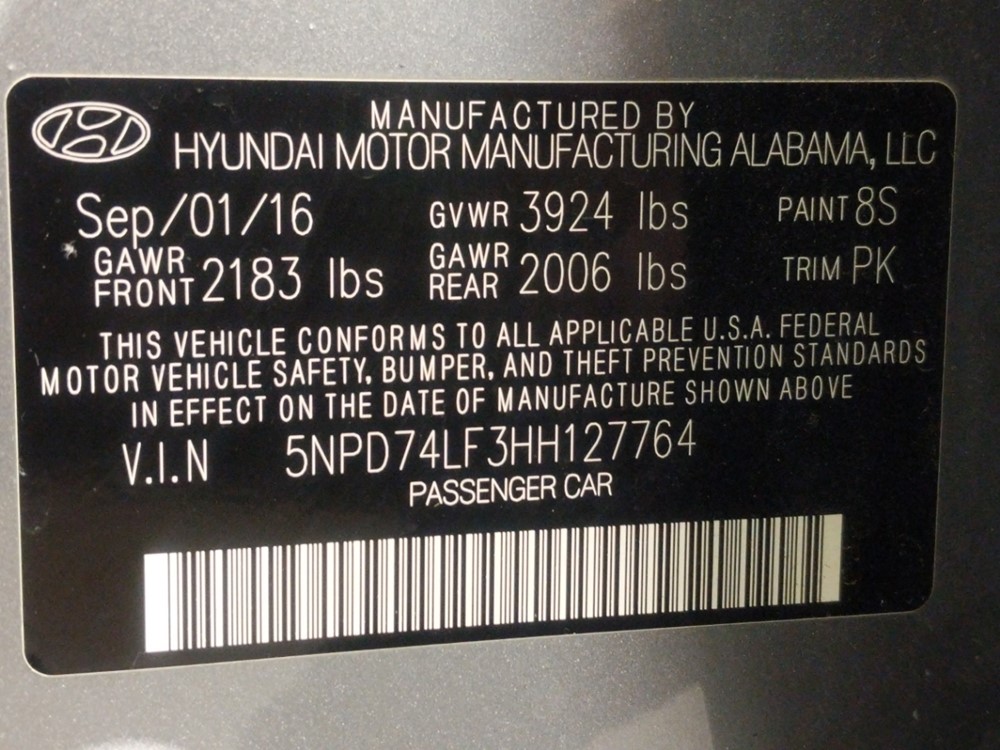 MANUFACTURED BY
HYUNDAI MOTOR MANUFACTURING ALABAMA, LLC
Sep/01/16 GVWR 3924 lbs PAINT 8S
GAWR FRONT 2183 lbs GAWR REAR 2006 lbs TRIM PK
THIS VEHICLE CONFORMS TO ALL APPLICABLE U.S.A. FEDERAL
MOTOR VEHICLE SAFETY, BUMPER, AND THEFT PREVENTION STANDARDS
IN EFFECT ON THE DATE OF MANUFACTURE SHOWN ABOVE
V.I.N 5NPD74LF3HH127764
PASSENGER CAR